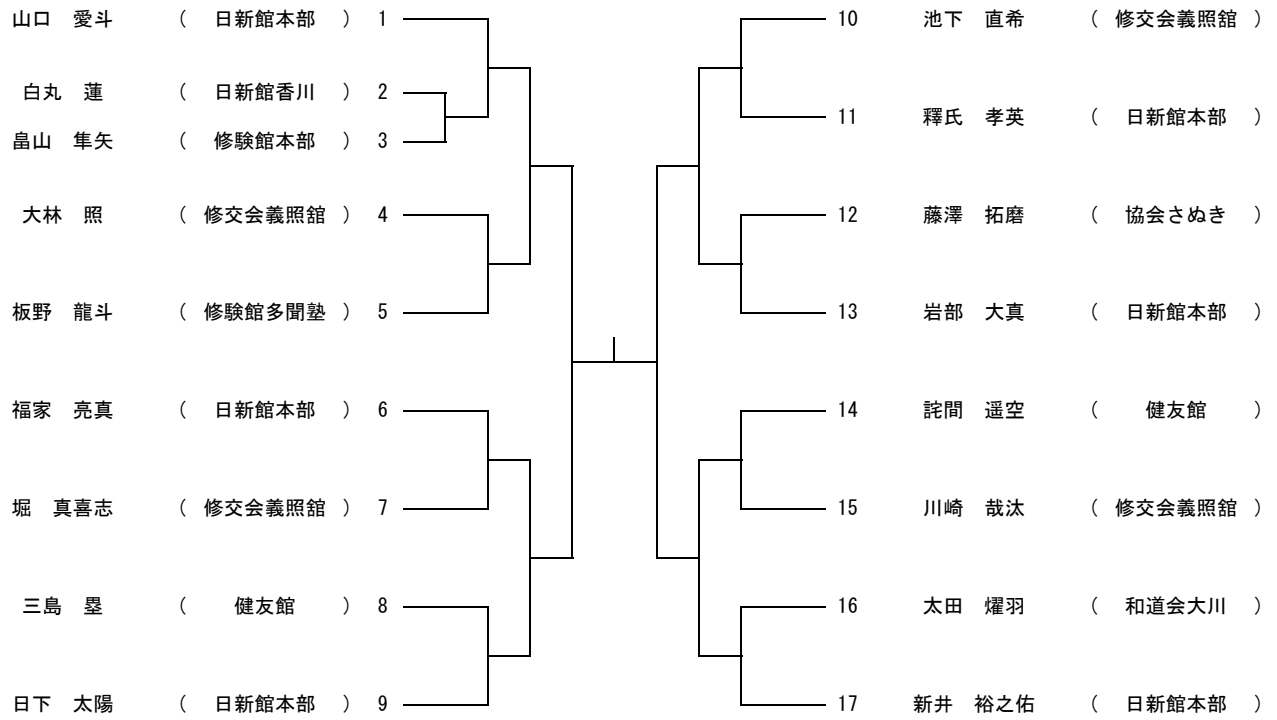 山口　愛斗　（　日新館本部　）　1
白丸　蓮　（　日新館香川　）　2
畠山　隼矢　（　修験館本部　）　3
大林　照　（　修交会義照舘　）　4
板野　龍斗　（　修験館多聞塾　）　5
福家　亮真　（　日新館本部　）　6
堀　真喜志　（　修交会義照舘　）　7
三島　塁　（　健友館　）　8
日下　太陽　（　日新館本部　）　9
10　池下　直希　（　修交会義照舘　）
11　釋氏　孝英　（　日新館本部　）
12　藤澤　拓磨　（　協会さぬき　）
13　岩部　大真　（　日新館本部　）
14　詫間　遥空　（　健友館　）
15　川崎　哉汰　（　修交会義照舘　）
16　太田　燿羽　（　和道会大川　）
17　新井　裕之佑　（　日新館本部　）